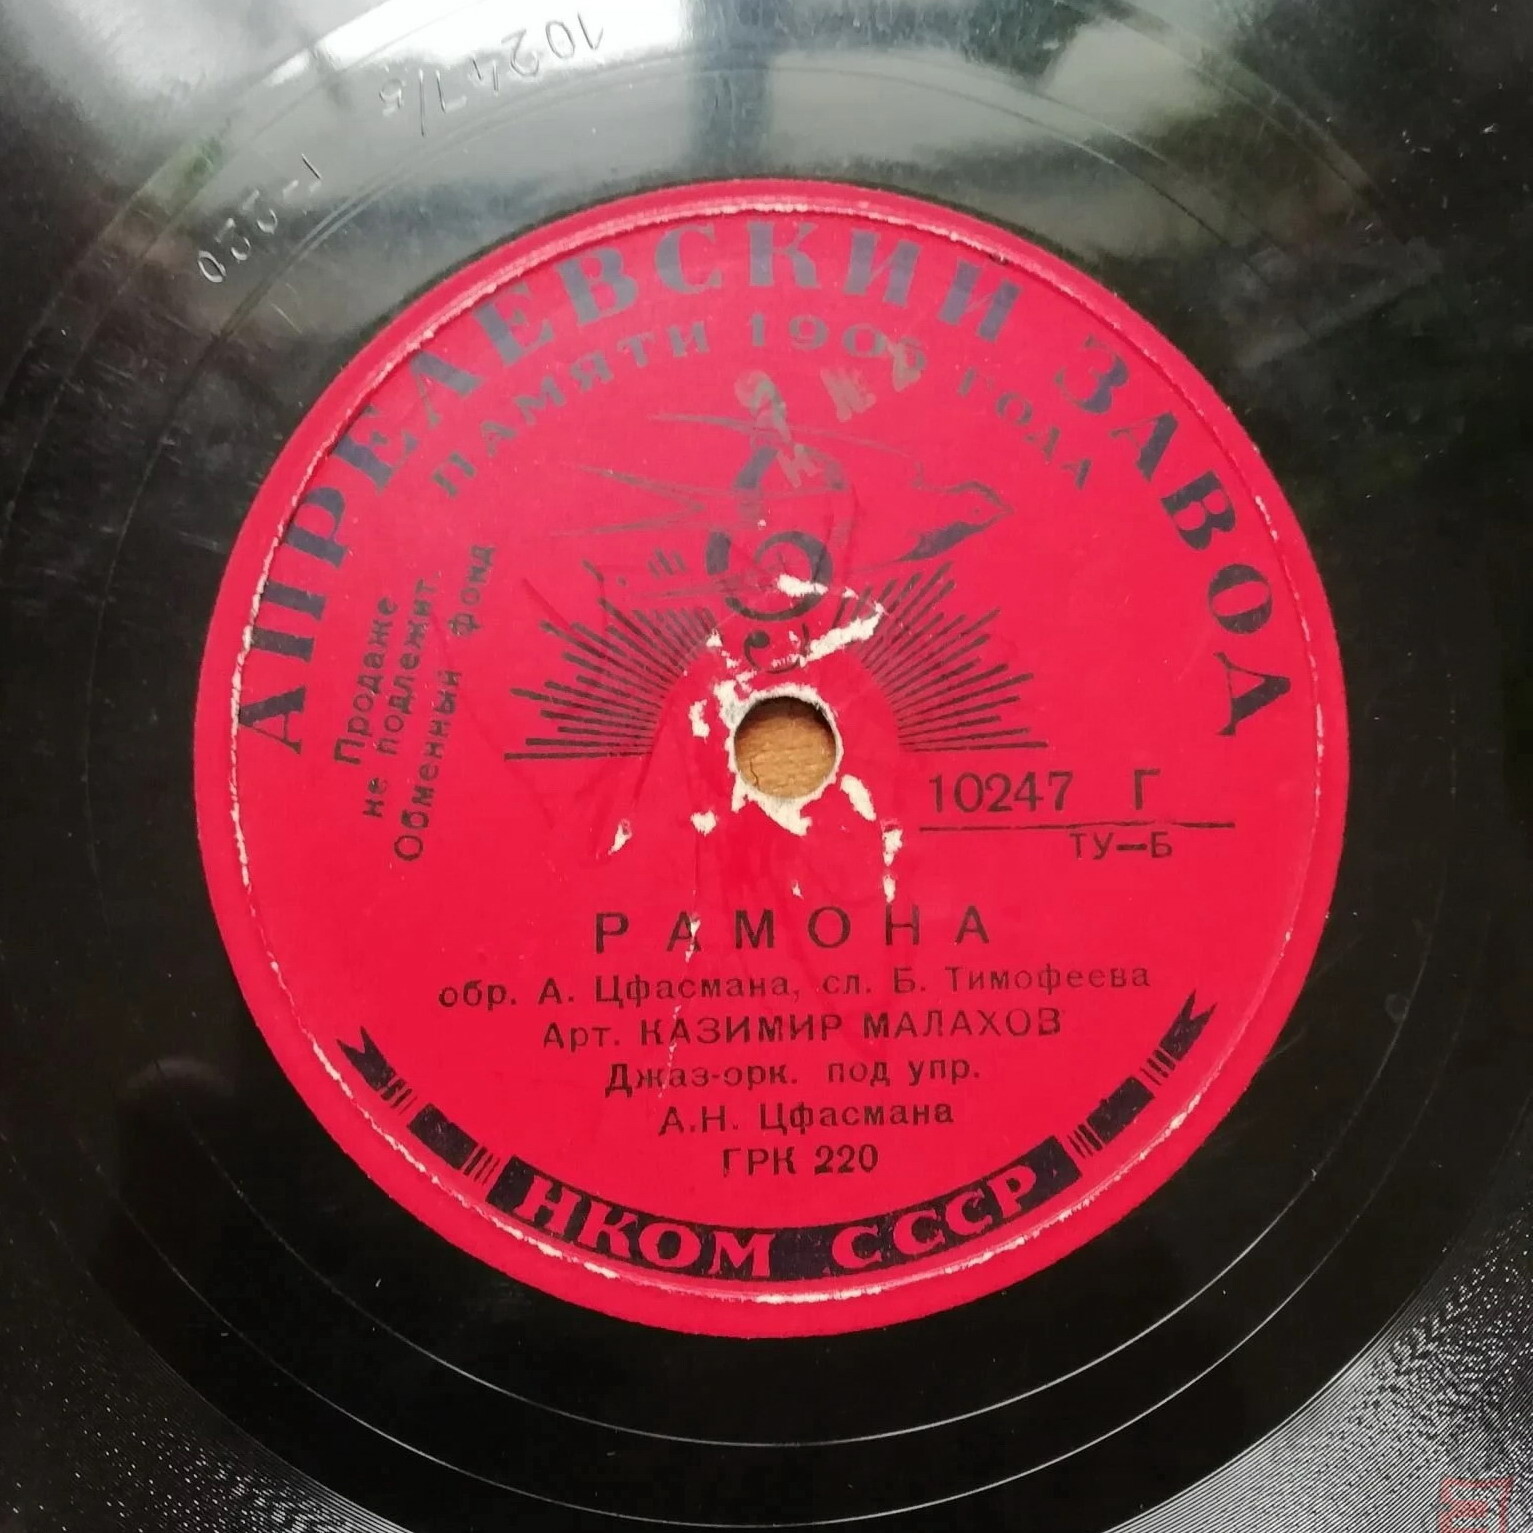 10247/5
Г-220
АПРЕЛЕВСКИЙ ЗАВОД
ПАМЯТИ 1905 ГОДА
Продаже
не подлежит
Обменный фонд
10247 Г
ТУ—Б
РАМОНА
обр. А. Цфасмана, сл. Б. Тимофеева
Арт. КАЗИМИР МАЛАХОВ
Джаз-орк. под упр.
А.Н. Цфасмана
ГРК 220
НКОМ СССР